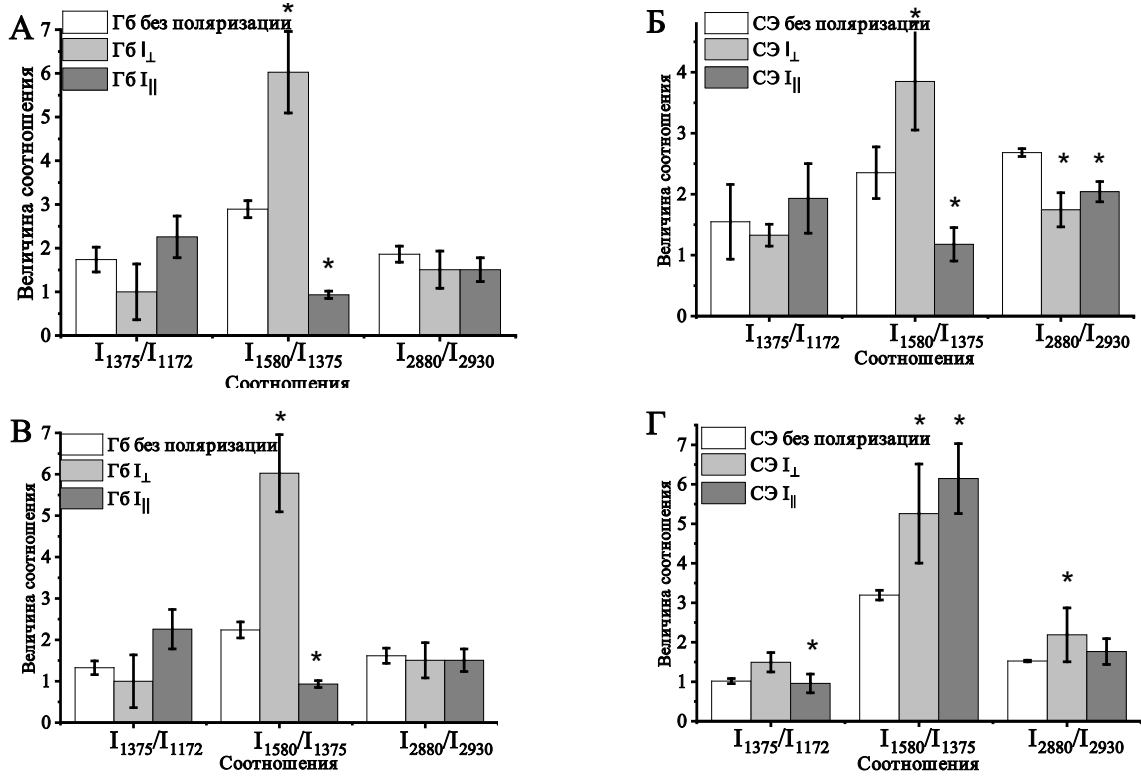 А
Гб без поляризации
Гб I⊥
Гб I||
*
*
Величина соотношения
7
6
5
4
3
2
1
0
I1375/I1172
I1580/I1375
I2880/I2930
Соотношения
Б
СЭ без поляризации
СЭ I⊥
СЭ I||
*
*
*
*
Величина соотношения
4
3
2
1
0
I1375/I1172
I1580/I1375
I2880/I2930
Соотношения
В
Гб без поляризации
Гб I⊥
Гб I||
*
*
Величина соотношения
7
6
5
4
3
2
1
0
I1375/I1172
I1580/I1375
I2880/I2930
Соотношения
Г
СЭ без поляризации
СЭ I⊥
СЭ I||
*
*
*
*
Величина соотношения
7
6
5
4
3
2
1
0
I1375/I1172
I1580/I1375
I2880/I2930
Соотношения